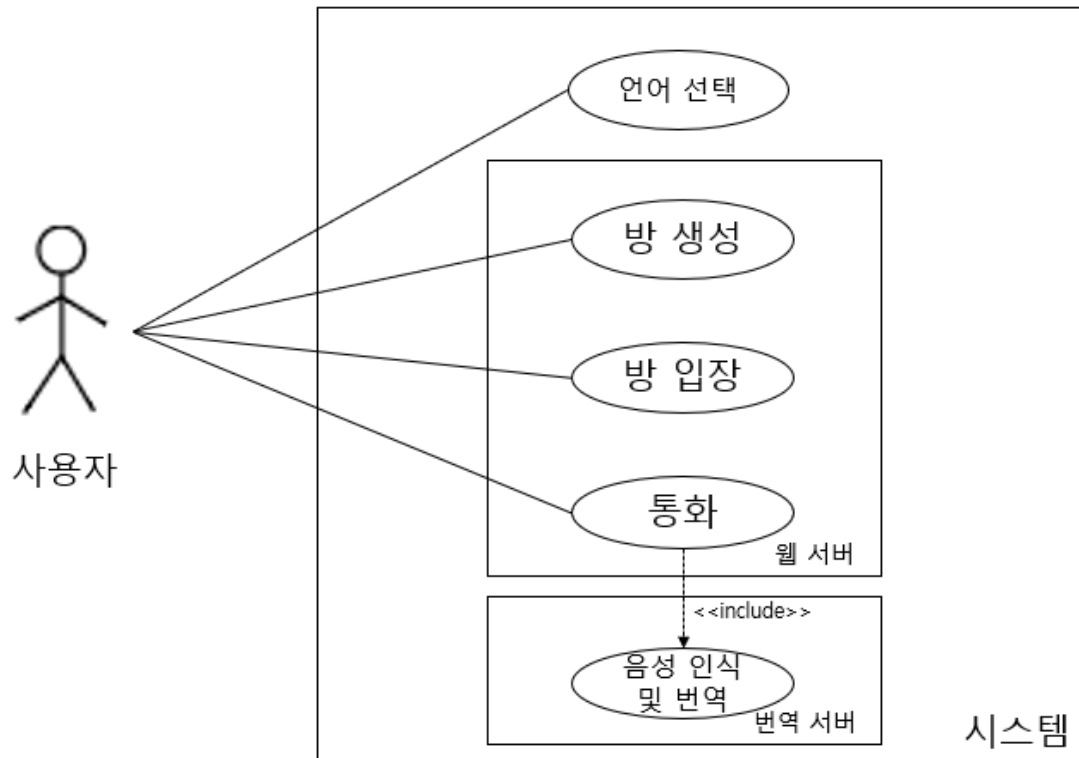 언어 선택
방 생성
방 입장
통화
사용자
웰 서버
<<include>>
음성 인식
및 번역
번역 서버
시스템